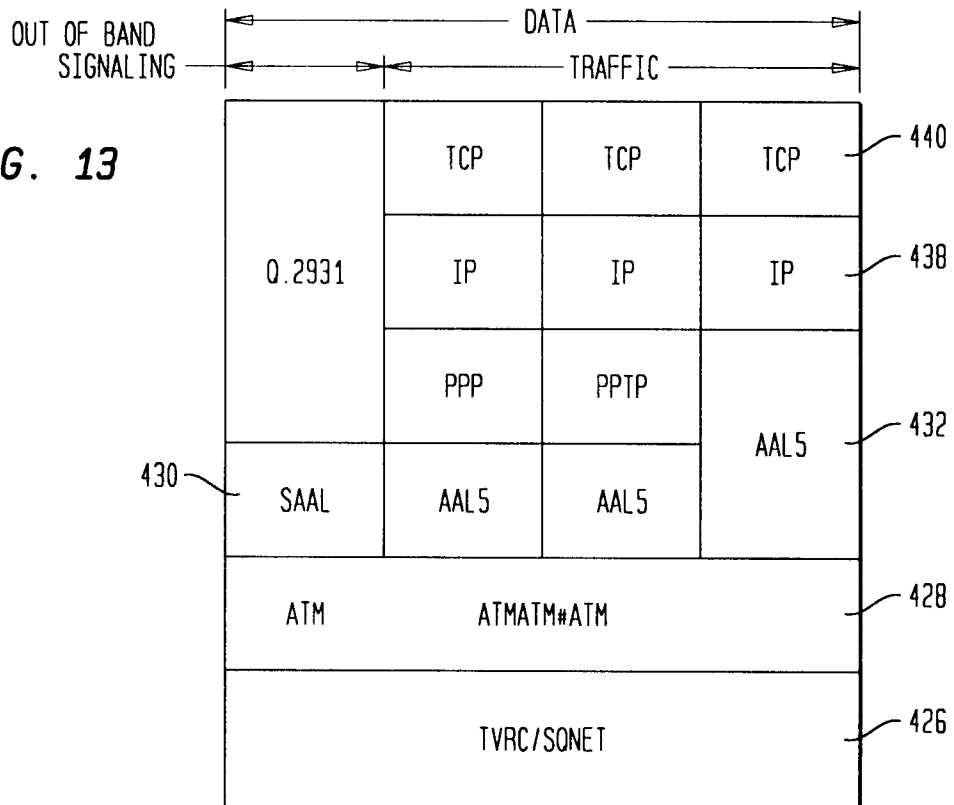 DATA
OUT OF BAND
SIGNALING
TRAFFIC
G. 13
TCP TCP TCP 440
Q.2931 IP IP IP 438
PPP PPTP
AAL5 432
430 SAAL AAL5 AAL5
ATM ATMATM#ATM 428
TVRC/SONET 426